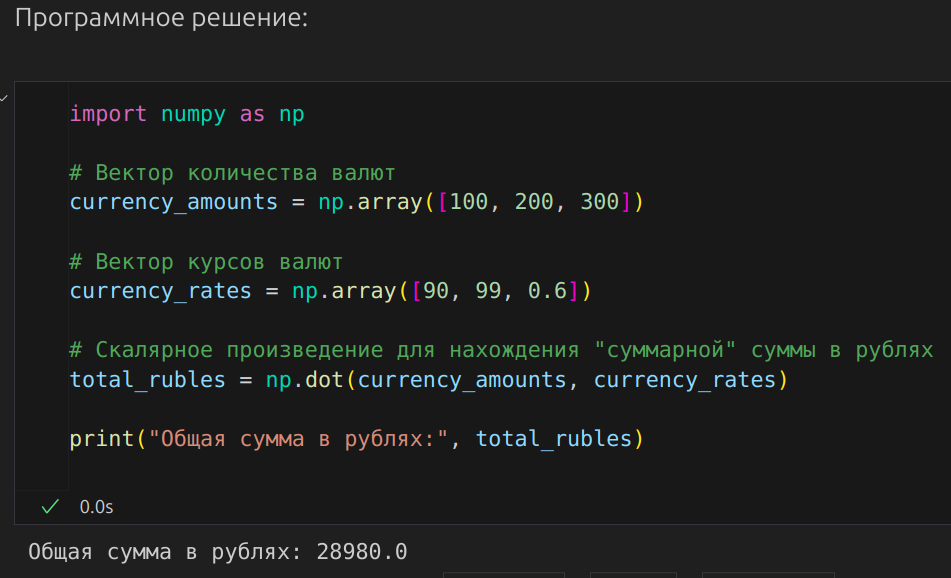 Программное решение:
import numpy as np
# Вектор количества валют
currency_amounts = np.array([100, 200, 300])
# Вектор курсов валют
currency_rates = np.array([90, 99, 0.6])
# Скалярное произведение для нахождения "суммарной" суммы в рублях
total_rubles = np.dot(currency_amounts, currency_rates)
print("Общая сумма в рублях:", total_rubles)
0.0s
Общая сумма в рублях: 28980.0